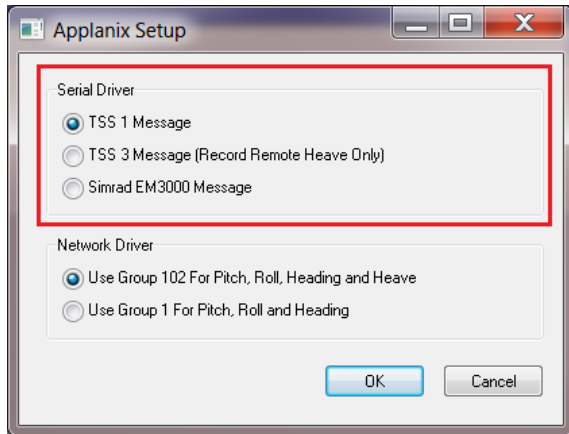 Applanix Setup
Serial Driver
TSS 1 Message
TSS 3 Message (Record Remote Heave Only)
Simrad EM3000 Message
Network Driver
Use Group 102 For Pitch, Roll, Heading and Heave
Use Group 1 For Pitch, Roll and Heading
OK Cancel